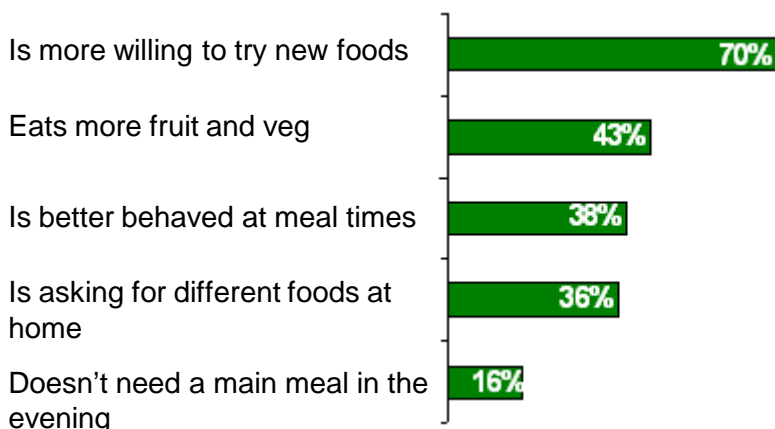 Is more willing to try new foods
70%
Eats more fruit and veg
43%
Is better behaved at meal times
38%
Is asking for different foods at
home
36%
Doesn't need a main meal in the
evening
16%